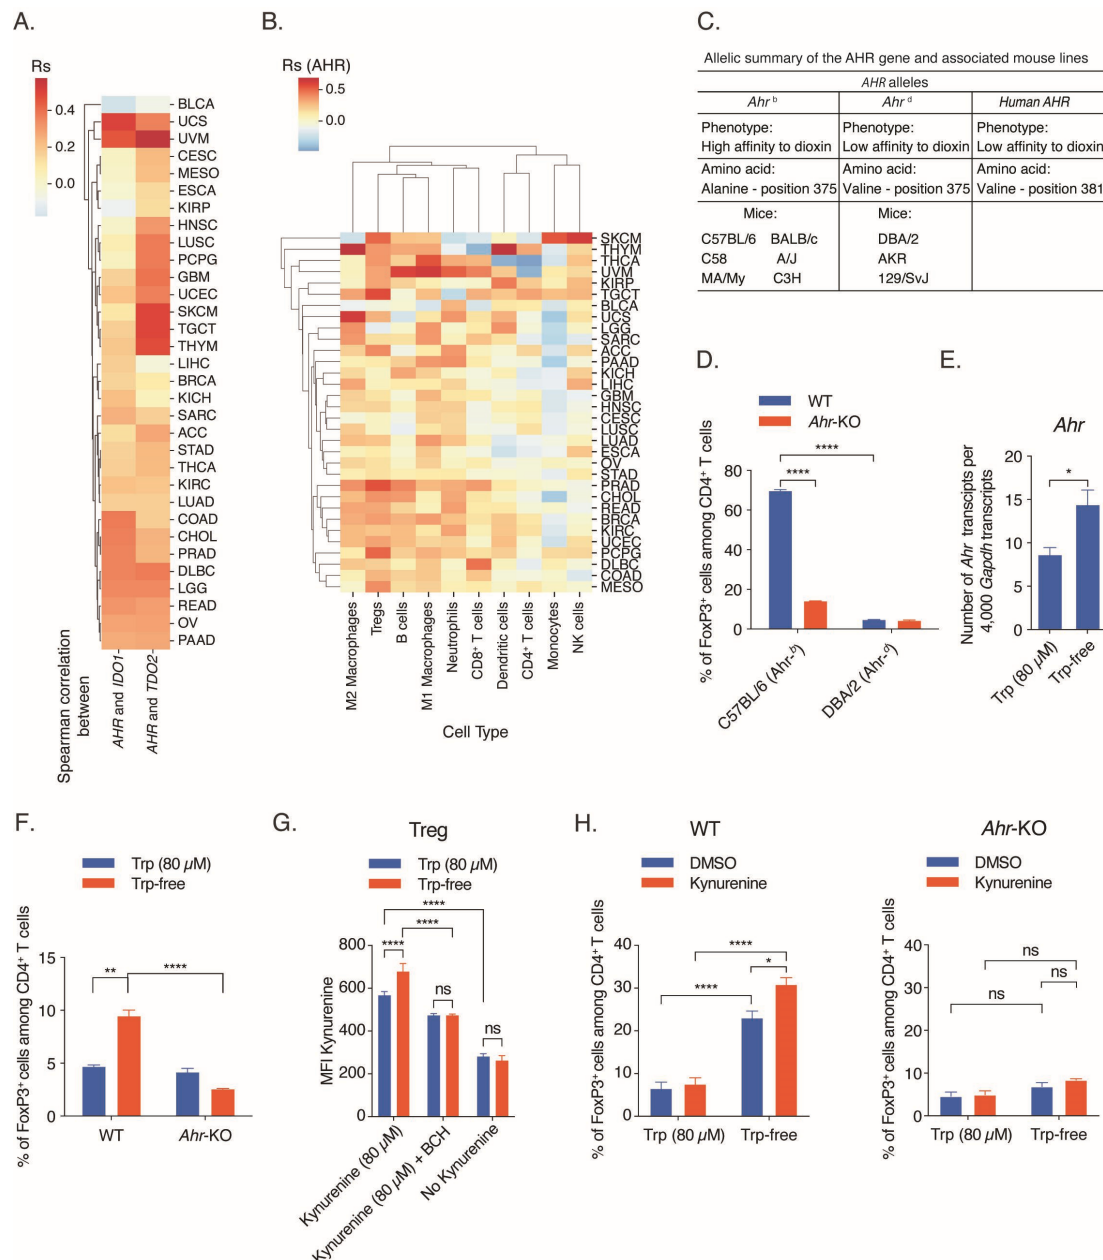 A.
Rs
0.4
0.2
0.0
BLCA
UCS
UVM
CESC
MESO
ESCA
KIRP
HNSC
LUSC
PCPG
GBM
UCEC
SKCM
TGCT
THYM
LIHC
BRCA
KICH
SARC
ACC
STAD
THCA
KIRC
LUAD
COAD
CHOL
PRAD
DLBC
LGG
READ
OV
PAAD
Spearman correlation
between
AHR and IDO1
AHR and TDO2
B.
Rs (AHR)
0.5
0.0
SKCM
THYM
THCA
UVM
KIRP
TGCT
BLCA
UCS
LGG
SARC
ACC
PAAD
KICH
LIHC
GBM
HNSC
CESC
LUSC
LUAD
ESCA
OV
STAD
PRAD
CHOL
READ
BRCA
KIRC
UCEC
PCPG
DLBC
COAD
MESO
M2 Macrophages
Tregs
B cells
M1 Macrophages
Neutrophils
CD8+ T cells
Dendritic cells
CD4+ T cells
Monocytes
NK cells
Cell Type
C.
Allelic summary of the AHR gene and associated mouse lines
AHR alleles
Ahr b Ahr d Human AHR
Phenotype: Phenotype: Phenotype:
High affinity to dioxin Low affinity to dioxin Low affinity to dioxin
Amino acid: Amino acid: Amino acid:
Alanine - position 375 Valine - position 375 Valine - position 381
Mice: Mice:
C57BL/6 BALB/c DBA/2
C58 A/J AKR
MA/My C3H 129/SvJ
D.
WT
Ahr-KO
% of FoxP3+ cells among CD4+ T cells
80
60
40
20
0
****
****
C57BL/6 (Ahr-b)
DBA/2 (Ahr-d)
E.
Ahr
Number of Ahr transcipts per
4,000 Gapdh transcripts
20
15
10
5
0
*
Trp (80 µM)
Trp-free
F.
Trp (80 µM)
Trp-free
% of FoxP3+ cells among CD4+ T cells
15
10
5
0
**
****
WT
Ahr-KO
G.
Treg
Trp (80 µM)
Trp-free
MFI Kynurenine
800
600
400
200
0
****
****
****
ns
ns
Kynurenine (80 µM)
Kynurenine (80 µM) + BCH
No Kynurenine
H.
WT
DMSO
Kynurenine
% of FoxP3+ cells among CD4+ T cells
40
30
20
10
0
****
****
*
Trp (80 µM)
Trp-free
Ahr-KO
DMSO
Kynurenine
% of FoxP3+ cells among CD4+ T cells
40
30
20
10
0
ns
ns
ns
Trp (80 µM)
Trp-free